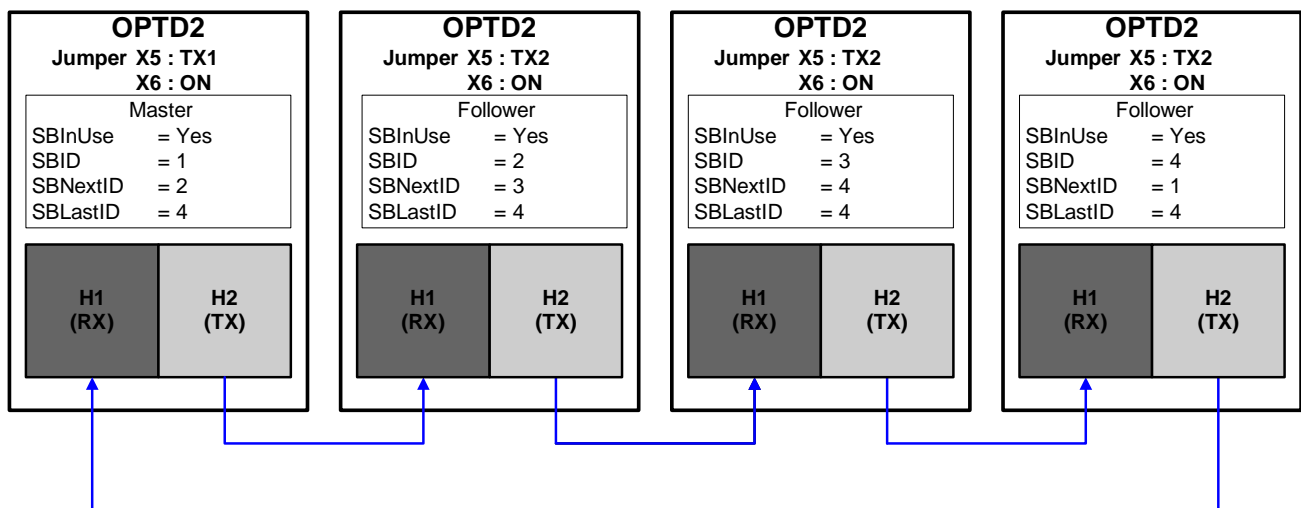 OPTD2
Jumper X5 : TX1
X6 : ON
Master
SBInUse = Yes
SBID = 1
SBNextID = 2
SBLastID = 4
H1
(RX)
H2
(TX)
OPTD2
Jumper X5 : TX2
X6 : ON
Follower
SBInUse = Yes
SBID = 2
SBNextID = 3
SBLastID = 4
H1
(RX)
H2
(TX)
OPTD2
Jumper X5 : TX2
X6 : ON
Follower
SBInUse = Yes
SBID = 3
SBNextID = 4
SBLastID = 4
H1
(RX)
H2
(TX)
OPTD2
Jumper X5 : TX2
X6 : ON
Follower
SBInUse = Yes
SBID = 4
SBNextID = 1
SBLastID = 4
H1
(RX)
H2
(TX)